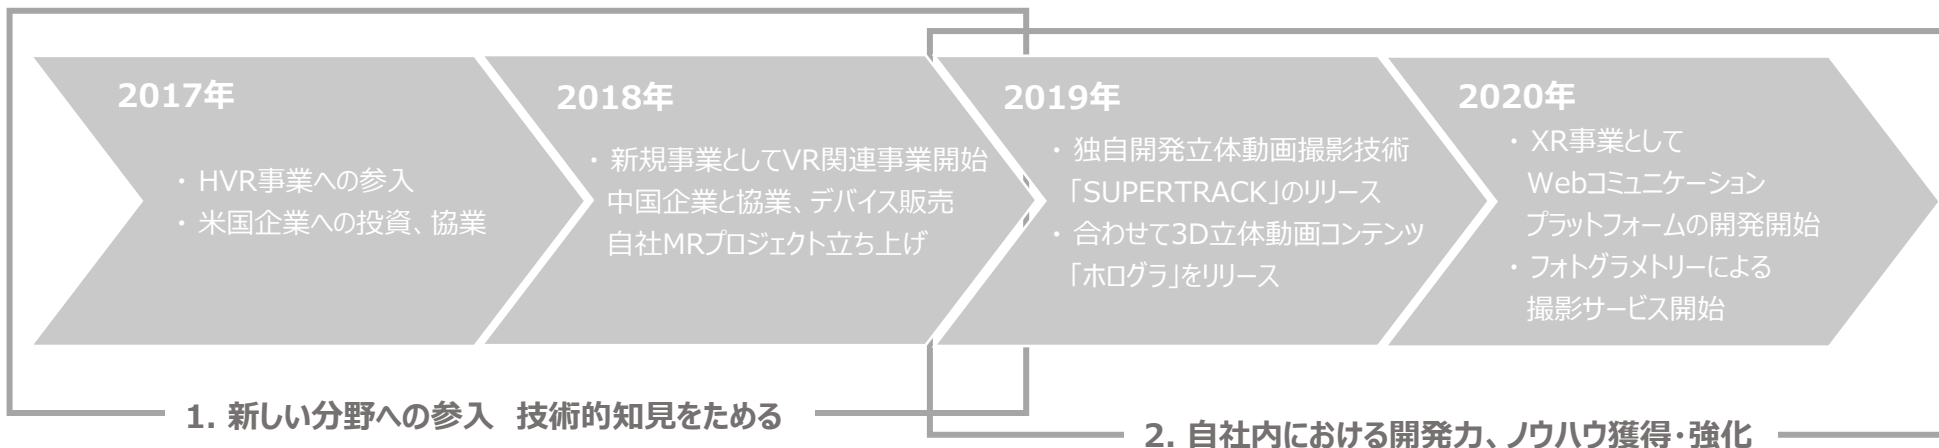 2017年
・ HVR事業への参入
・ 米国企業への投資、協業
2018年
・ 新規事業としてVR関連事業開始
中国企業と協業、デバイス販売
自社MRプロジェクト立ち上げ
2019年
・ 独自開発立体動画撮影技術
「SUPERTRACK」のリリース
・ 合わせて3D立体動画コンテンツ
「ホログラ」をリリース
2020年
・ XR事業として
Webコミュニケーション
プラットフォームの開発開始
・ フォトグラメトリーによる
撮影サービス開始
1. 新しい分野への参入　技術的知見をためる
2. 自社内における開発力、ノウハウ獲得・強化